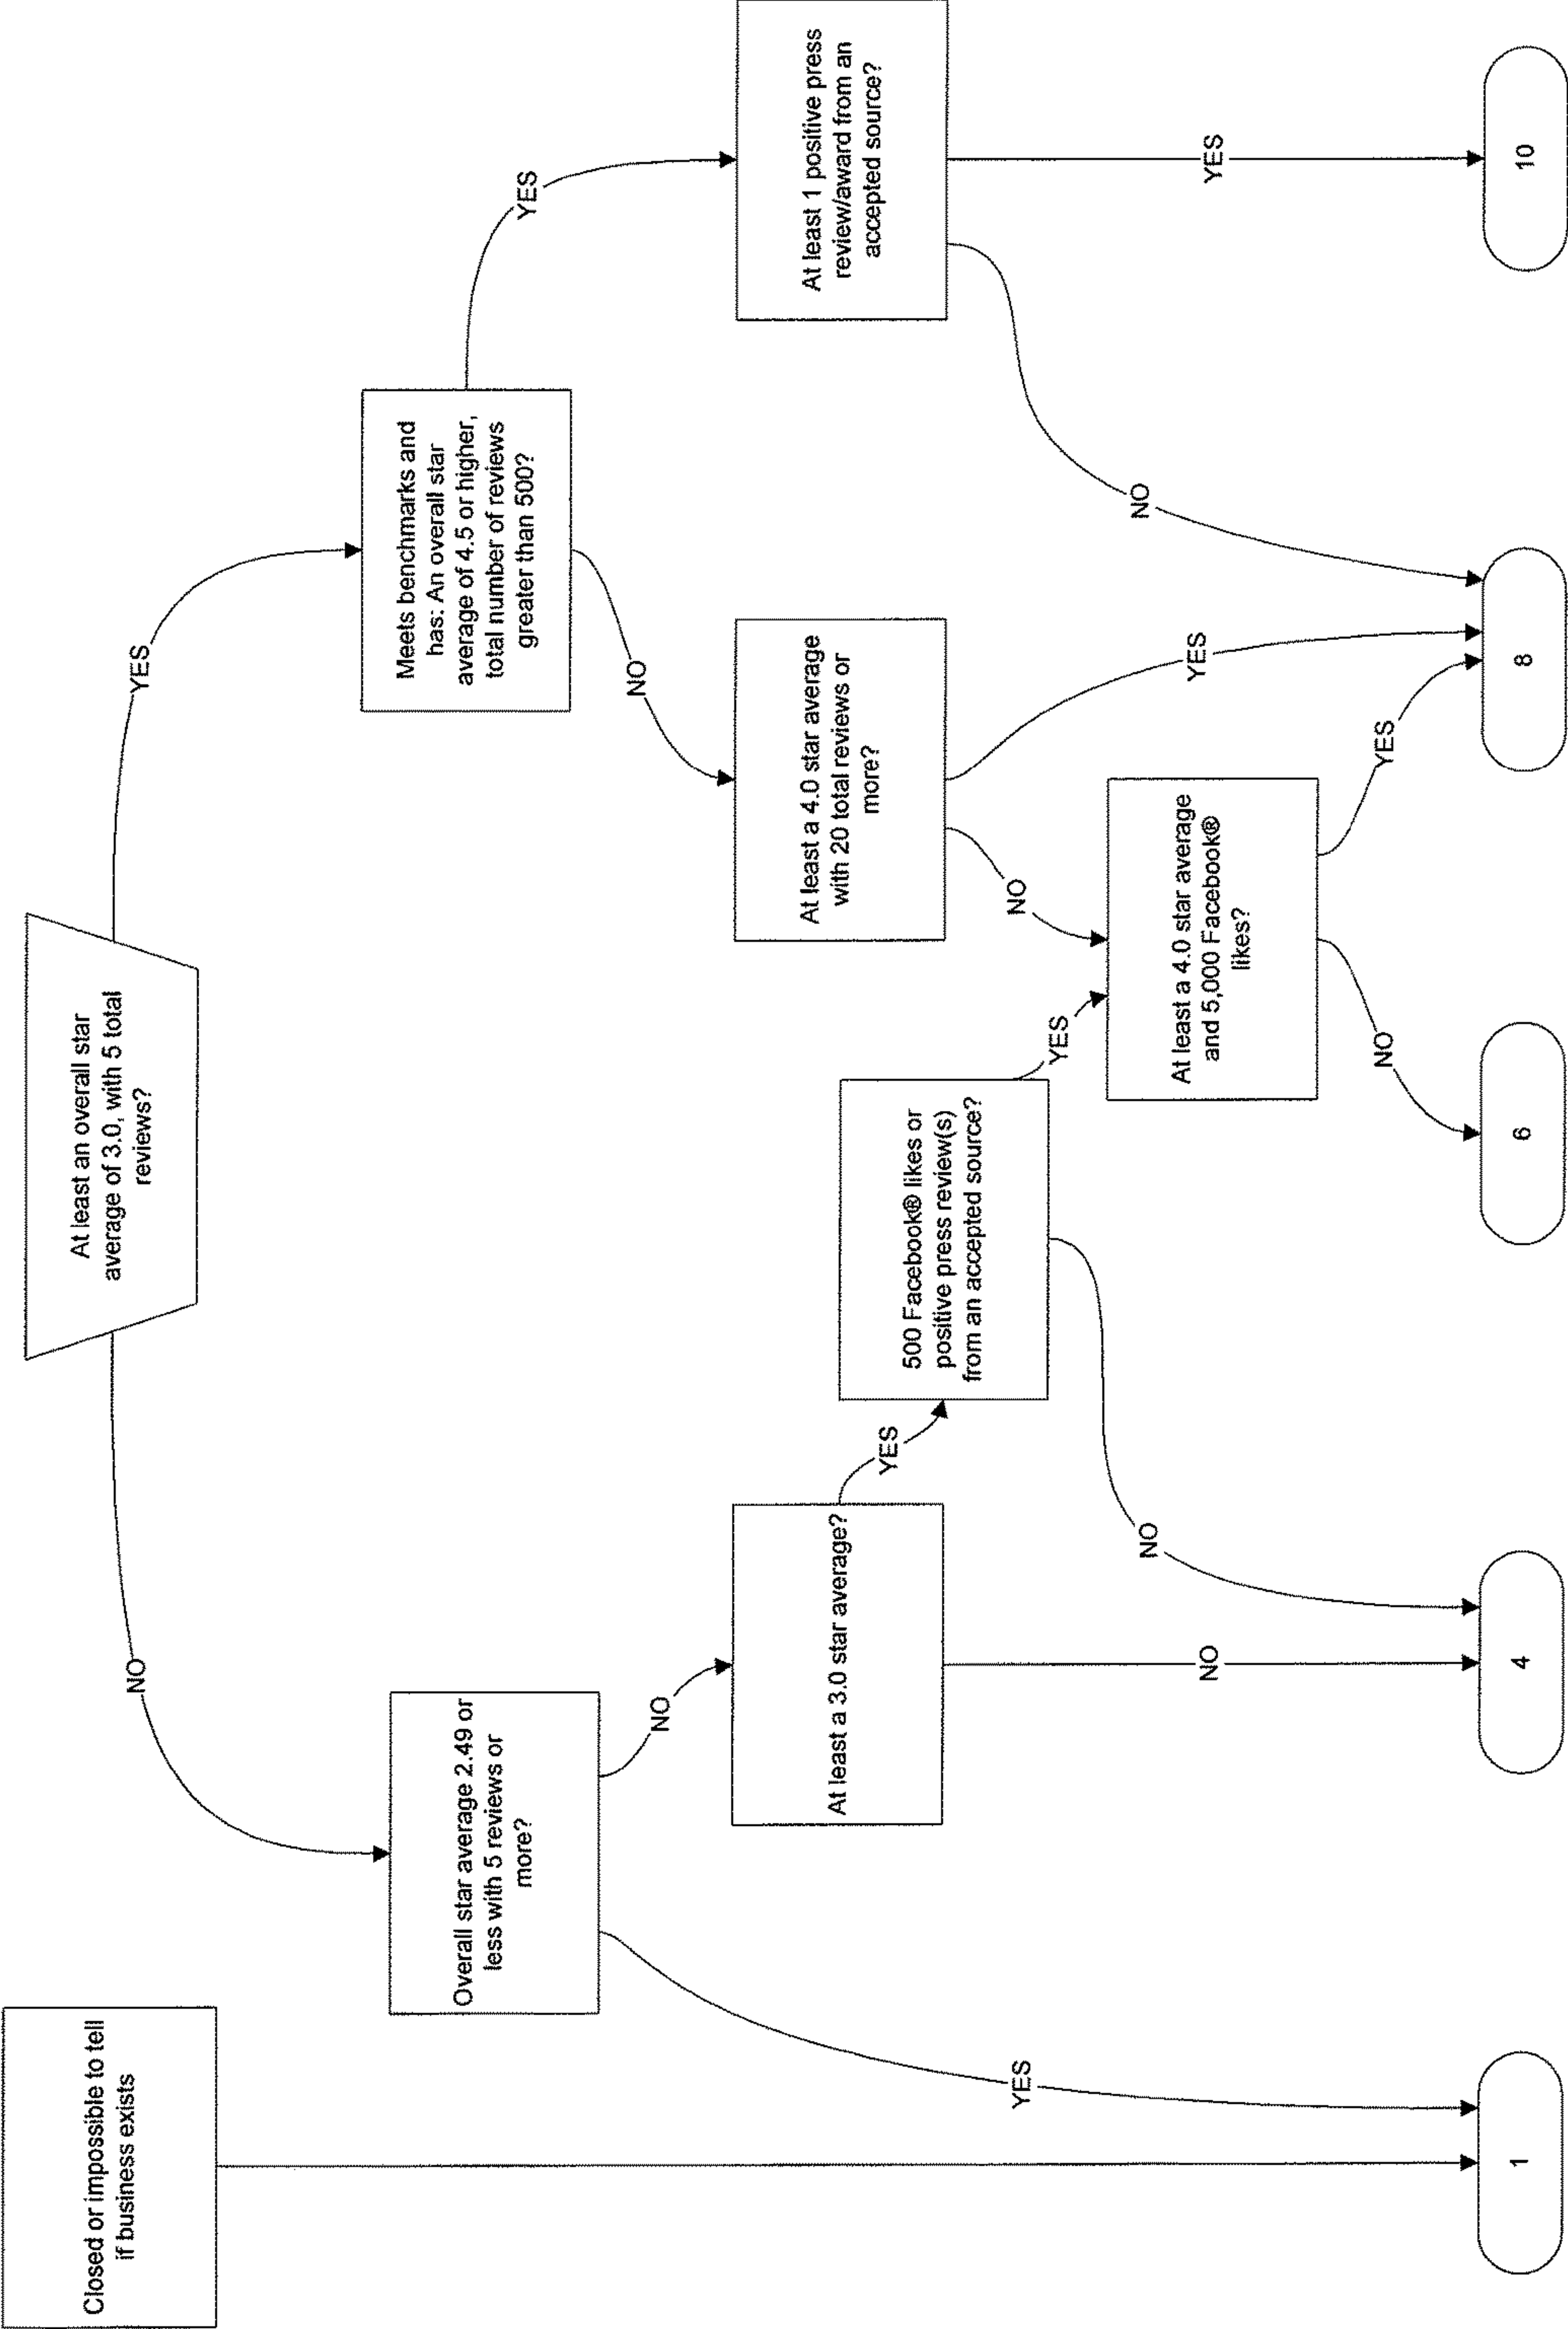 Closed or impossible to tell
if business exists
At least an overall star
average of 3.0, with 5 total
reviews?
NO
YES
Overall star average 2.49 or
less with 5 reviews or
more?
Meets benchmarks and
has: An overall star
average of 4.5 or higher,
total number of reviews
greater than 500?
YES
NO
NO
YES
At least a 3.0 star average?
At least a 4.0 star average
with 20 total reviews or
more?
At least 1 positive press
review/award from an
accepted source?
YES
500 Facebook® likes or
positive press review(s)
from an accepted source?
YES
NO
At least a 4.0 star average
and 5,000 Facebook®
likes?
NO
NO
YES
NO
YES
NO
YES
1
4
6
8
10